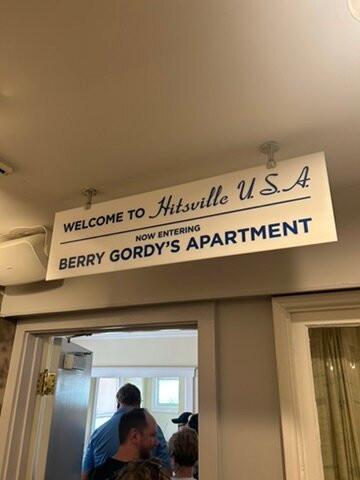 WELCOME TO Hitsville U.S.A.
NOW ENTERING
BERRY GORDY'S APARTMENT